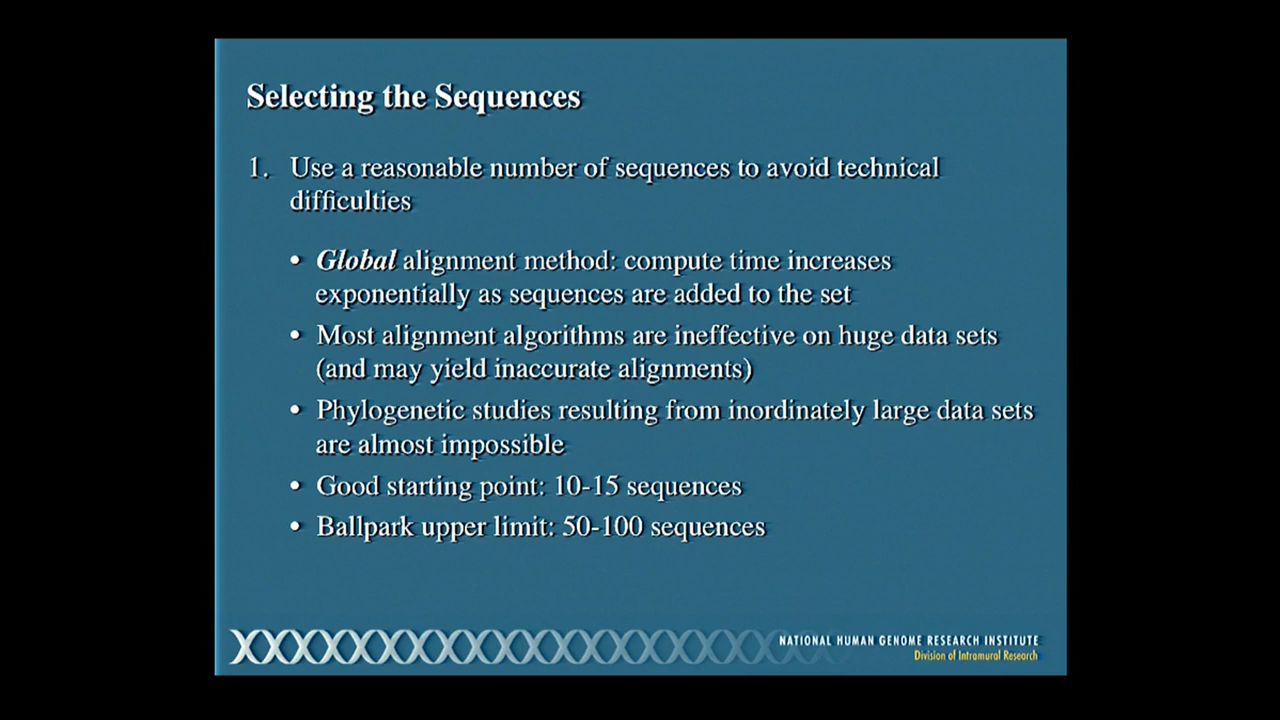 Selecting the Sequences
1. Use a reasonable number of sequences to avoid technical
difficulties
• Global alignment method: compute time increases
exponentially as sequences are added to the set
• Most alignment algorithms are ineffective on huge data sets
(and may yield inaccurate alignments)
• Phylogenetic studies resulting from inordinately large data sets
are almost impossible
• Good starting point: 10-15 sequences
• Ballpark upper limit: 50-100 sequences
NATIONAL HUMAN GENOME RESEARCH INSTITUTE
Division of Intramural Research